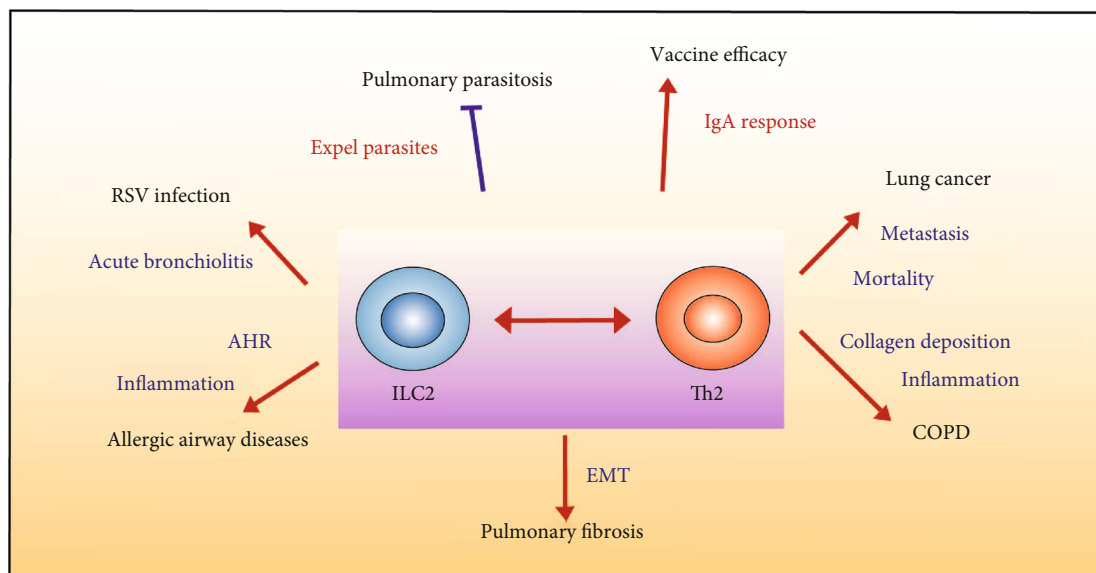 Vaccine efficacy
Pulmonary parasitosis
IgA response
Expel parasites
Lung cancer
RSV infection
Metastasis
Acute bronchiolitis
Mortality
AHR
Collagen deposition
Inflammation
Inflammation
ILC2
Th2
Allergic airway diseases
COPD
EMT
Pulmonary fibrosis